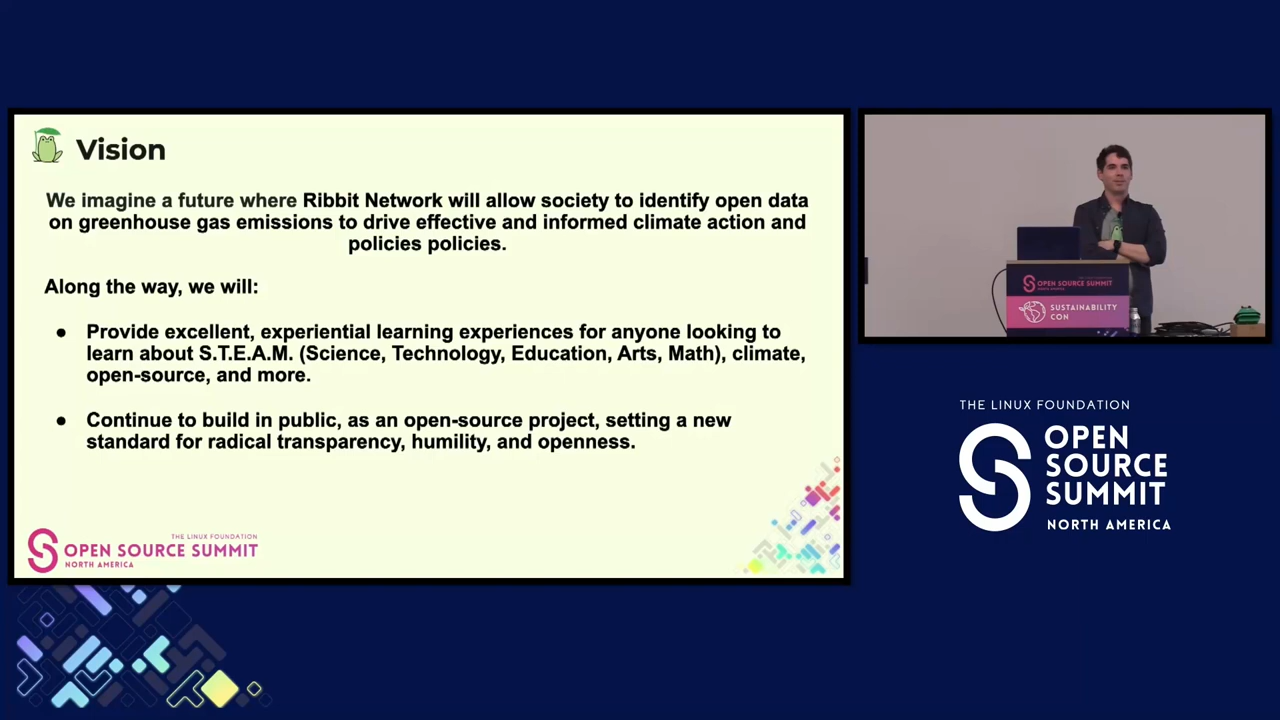 Vision
We imagine a future where Ribbit Network will allow society to identify open data
on greenhouse gas emissions to drive effective and informed climate action and
policies policies.
Along the way, we will:
● Provide excellent, experiential learning experiences for anyone looking to
learn about S.T.E.A.M. (Science, Technology, Education, Arts, Math), climate,
open-source, and more.
● Continue to build in public, as an open-source project, setting a new
standard for radical transparency, humility, and openness.
THE LINUX FOUNDATION
OPEN SOURCE SUMMIT
NORTH AMERICA
OPEN SOURCE SUMMIT
NORTH AMERICA
SUSTAINABILITY
CON
THE LINUX FOUNDATION
OPEN
SOURCE
SUMMIT
NORTH AMERICA